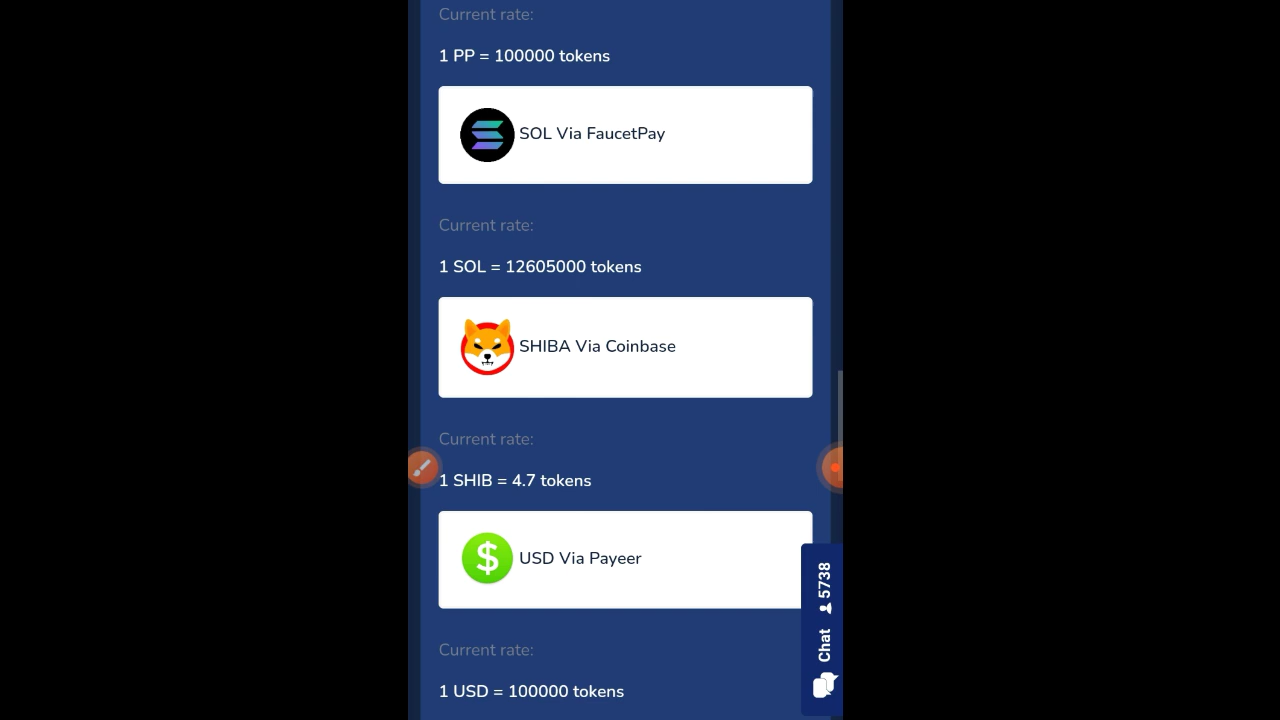 Current rate:
1 PP = 100000 tokens
SOL Via FaucetPay
Current rate:
1 SOL = 12605000 tokens
SHIBA Via Coinbase
Current rate:
1 SHIB = 4.7 tokens
USD Via Payeer
Current rate:
1 USD = 100000 tokens
Chat 5738